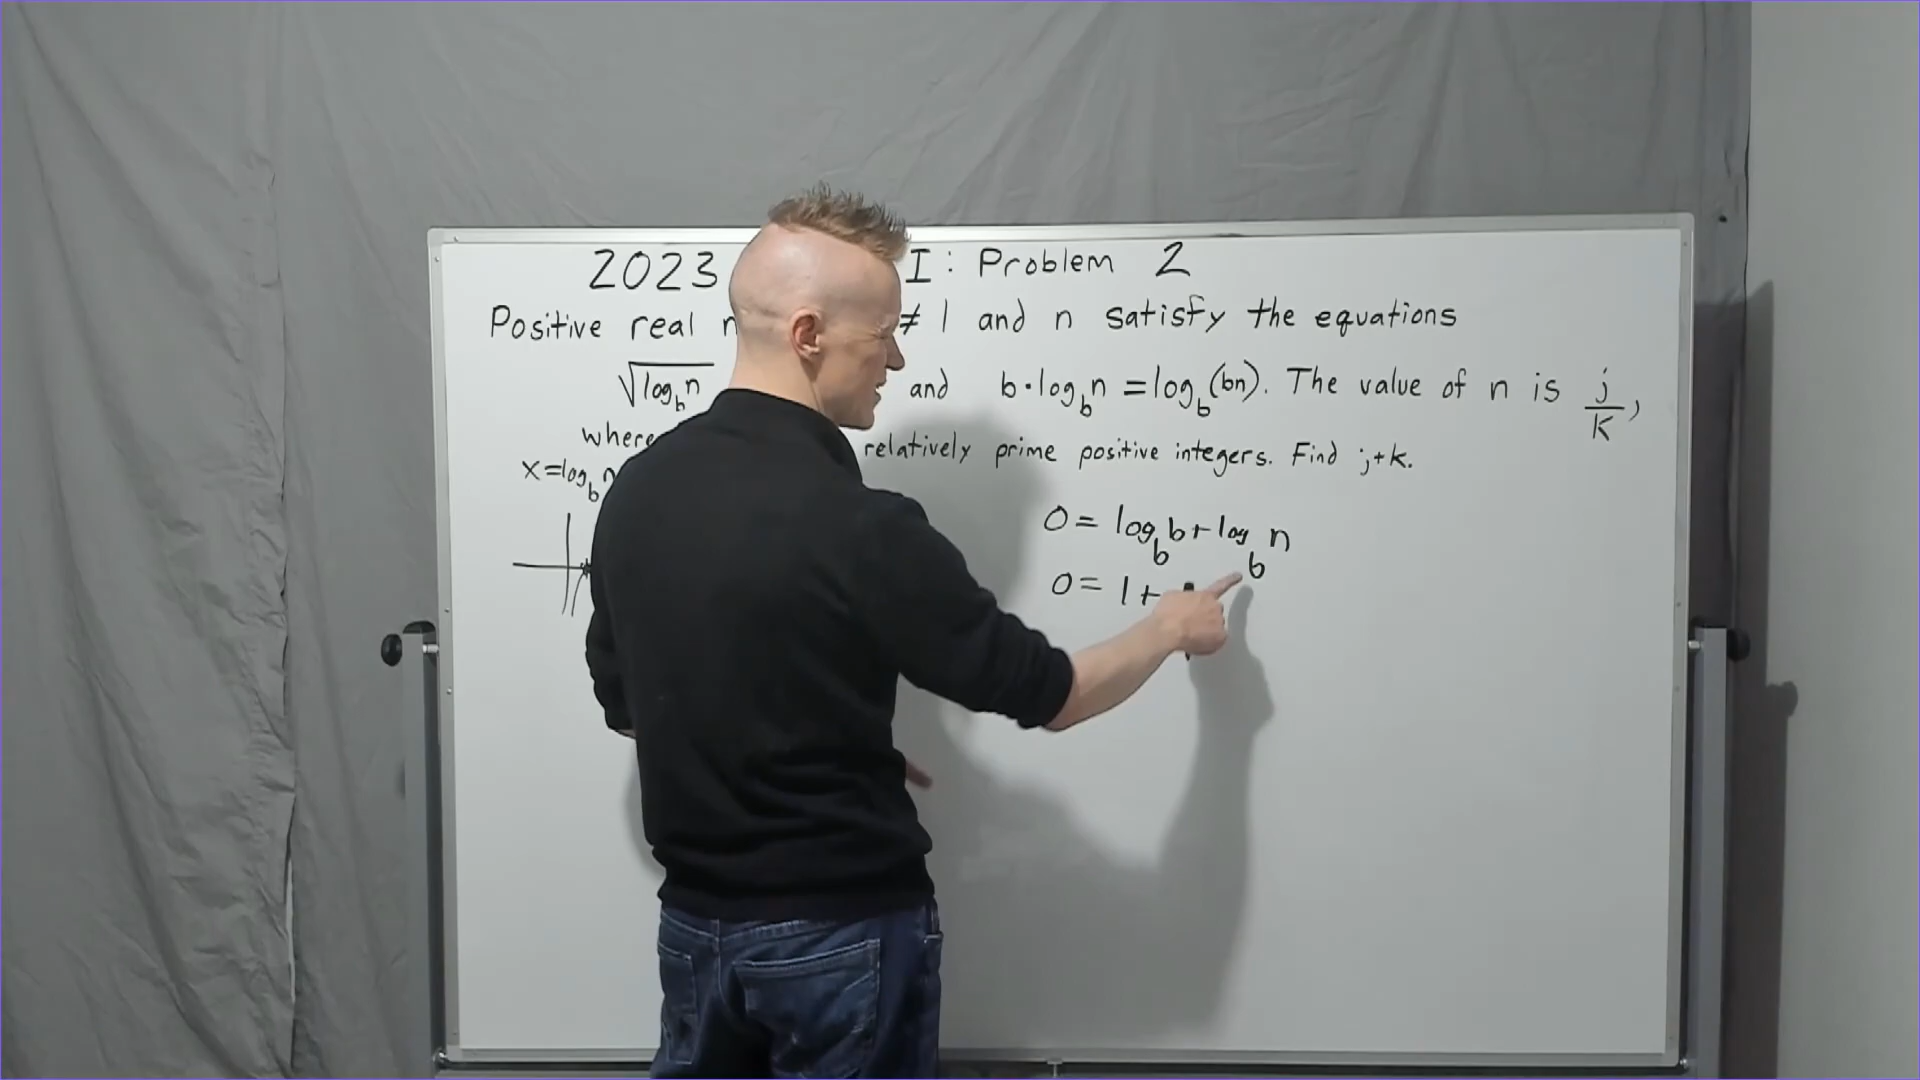 2023 I: Problem 2
Positive real n ≠ 1 and n satisfy the equations
√log_b n and b·log_b n = log_b(bn). The value of n is j/k,
where relatively prime positive integers. Find j+k.
x=log_b n
0 = log_b b + log_b n
0 = 1 +